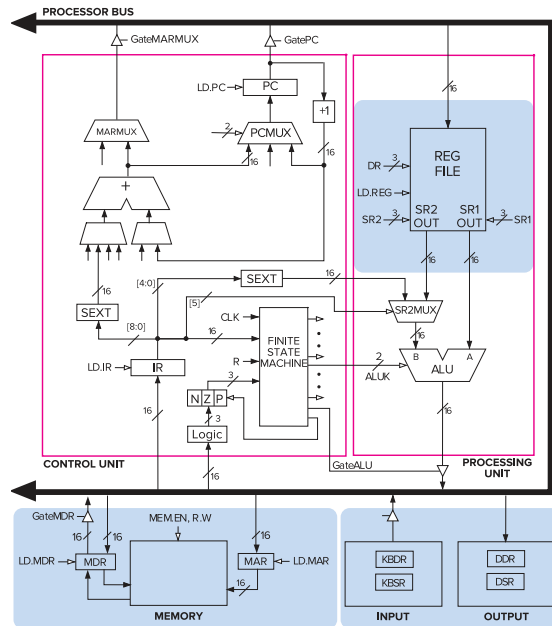 PROCESSOR BUS
GateMARMUX
GatePC
16
LD.PC
PC
+1
MARMUX
2
PCMUX
16
16
REG
FILE
DR
3
LD.REG
SR2
3
SR2
OUT
SR1
OUT
3
SR1
+
16
16
16
[4:0]
SEXT
16
SEXT
[5]
SR2MUX
[8:0]
16
CLK
FINITE
STATE
MACHINE
16
B
A
LD.IR
IR
R
2
ALUK
ALU
3
N Z P
16
3
Logic
16
16
GateALU
CONTROL UNIT
PROCESSING
UNIT
GateMDR
16
16
MEM.EN, R.W
16
LD.MDR
MDR
MAR
LD.MAR
16
MEMORY
KBDR
KBSR
INPUT
DDR
DSR
OUTPUT